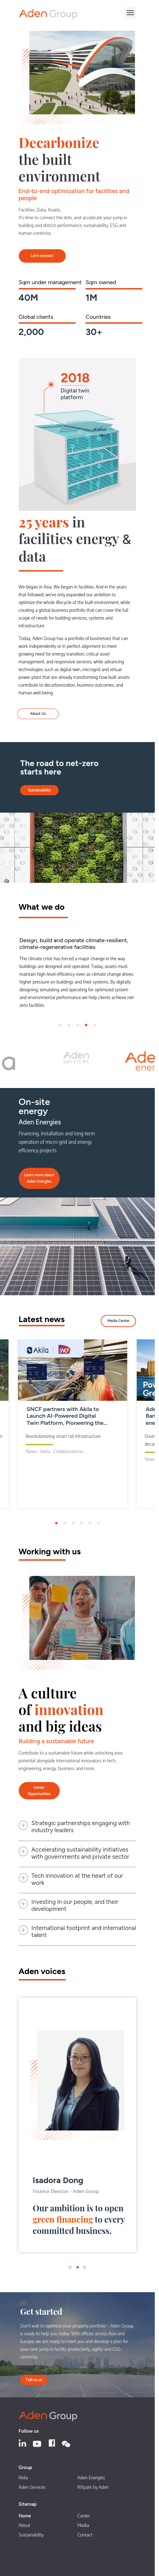 Aden Group
Decarbonize
the built
environment
End-to-end optimization for facilities and
people
Facilities. Data. Assets
It's time to connect the dots, and accelerate your jump in
building and district performance, sustainability, ESG and
human-centricity.
Let's connect
Sqm under management
Sqm owned
40M
1M
Global clients
Countries
2,000
30+
2018
Digital twin
platform
25 years in
facilities energy &
data
We began in Asia. We began in facilities. And in the years
that followed, we've only expanded our ambition to
optimize the whole lifecycle of the built environment, while
creating a global business portfolio that can cover the full
scope of needs for building services, systems and
infrastructure.
Today, Aden Group has a portfolio of businesses that can
work independently or in perfect alignment to meet
growing need for energy transition, critical asset
management, and responsive services, while advancing
technologies such as digital twin, microgrid and virtual
power plant are already transforming how built assets
contribute to decarbonization, business outcomes, and
human well-being.
About Us
The road to net-zero
starts here
Sustainability
What we do
Design, build and operate climate-resilient,
climate-regenerative facilities
The climate crisis has forced a major rethink in the way
buildings are designed and operated. Today, assets must
maintain their high-level efficiency even as climate stresses
higher pressures on buildings and their systems. By digitally
designing, simulating and optimizing for optimized system
and financial performance we help clients achieve net-
zero facilities.
a
Aden
services
Ade
ener
On-site
energy
Aden Energies
Financing, installation and long-term
operation of micro-grid and energy
efficiency projects.
Learn more about
Aden Energies
Latest news
Media Center
Akila
SNCF
SNCF partners with Akila to
Launch AI-Powered Digital
Twin Platform, Pioneering the...
Revolutionizing smart rail infrastructure
News Akila Collaborations
Pow
Gre
News
Working with us
A culture
of innovation
and big ideas
Building a sustainable future
Contribute to a sustainable future while unlocking your
potential alongside international innovators in tech,
engineering, energy, business and more.
Career
Opportunities
Strategic partnerships engaging with
industry leaders
Accelerating sustainability initiatives
with governments and private sector
Tech innovation at the heart of our
work
Investing in our people, and their
development
International footprint and international
talent
Aden voices
Isadora Dong
Finance Director – Aden Group
Our ambition is to open
green financing to every
committed business.
Get started
Don't wait to optimize your property portfolio – Aden Group
is ready to help you today. With offices across Asia and
Europe, we are ready to meet you and develop a plan for
your next jump in facility productivity, agility and ESG-
centricity.
Talk to us
Aden Group
Follow us
Group
Akila
Aden Energies
Aden Services
NXpark by Aden
Sitemap
Home
Career
About
Media
Sustainability
Contact